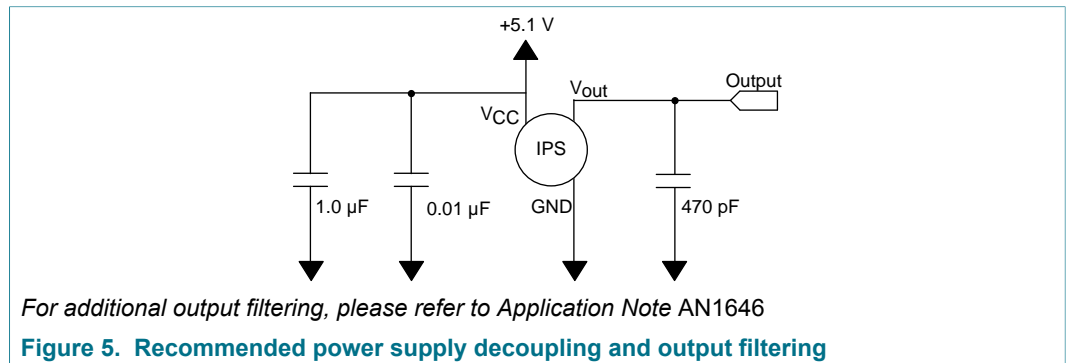 +5.1 V
Vout
Output
VCC
IPS
1.0 µF
0.01 µF
GND
470 pF
For additional output filtering, please refer to Application Note AN1646
Figure 5. Recommended power supply decoupling and output filtering